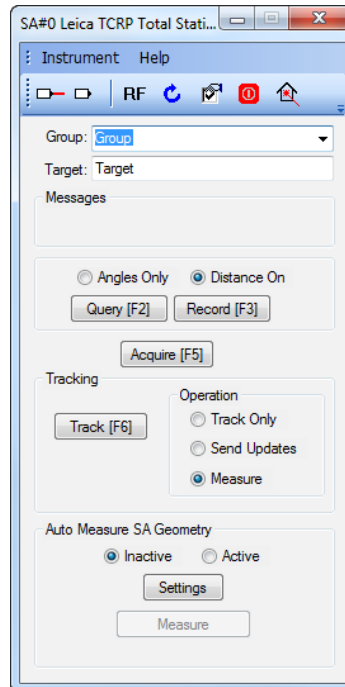 SA#0 Leica TCRP Total Stati...
Instrument Help
RF
Group: Group
Target: Target
Messages
Angles Only Distance On
Query [F2] Record [F3]
Acquire [F5]
Tracking
Operation
Track [F6]
Track Only
Send Updates
Measure
Auto Measure SA Geometry
Inactive Active
Settings
Measure